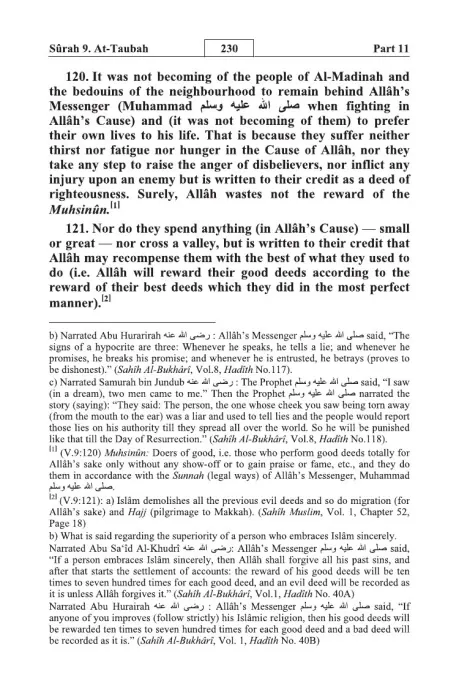 Sûrah 9. At-Taubah 230 Part 11
120. It was not becoming of the people of Al-Madinah and
the bedouins of the neighbourhood to remain behind Allâh's
Messenger (Muhammad صلى الله عليه وسلم when fighting in
Allâh's Cause) and (it was not becoming of them) to prefer
their own lives to his life. That is because they suffer neither
thirst nor fatigue nor hunger in the Cause of Allâh, nor they
take any step to raise the anger of disbelievers, nor inflict any
injury upon an enemy but is written to their credit as a deed of
righteousness. Surely, Allâh wastes not the reward of the
Muhsinûn.[1]
121. Nor do they spend anything (in Allâh's Cause) — small
or great — nor cross a valley, but is written to their credit that
Allâh may recompense them with the best of what they used to
do (i.e. Allâh will reward their good deeds according to the
reward of their best deeds which they did in the most perfect
manner).[2]
b) Narrated Abu Hurarirah رضى الله عنه : Allâh's Messenger صلى الله عليه وسلم said, "The
signs of a hypocrite are three: Whenever he speaks, he tells a lie; and whenever he
promises, he breaks his promise; and whenever he is entrusted, he betrays (proves to
be dishonest)." (Sahih Al-Bukhârî, Vol.8, Hadîth No.117).
c) Narrated Samurah bin Jundub رضى الله عنه : The Prophet صلى الله عليه وسلم said, "I saw
(in a dream), two men came to me." Then the Prophet صلى الله عليه وسلم narrated the
story (saying): "They said: The person, the one whose cheek you saw being torn away
(from the mouth to the ear) was a liar and used to tell lies and the people would report
those lies on his authority till they spread all over the world. So he will be punished
like that till the Day of Resurrection." (Sahîh Al-Bukhârî, Vol.8, Hadîth No.118).
[1] (V.9:120) Muhsinûn: Doers of good, i.e. those who perform good deeds totally for
Allâh's sake only without any show-off or to gain praise or fame, etc., and they do
them in accordance with the Sunnah (legal ways) of Allâh's Messenger, Muhammad
صلى الله عليه وسلم.
[2] (V.9:121): a) Islâm demolishes all the previous evil deeds and so do migration (for
Allâh's sake) and Hajj (pilgrimage to Makkah). (Sahîh Muslim, Vol. 1, Chapter 52,
Page 18)
b) What is said regarding the superiority of a person who embraces Islâm sincerely.
Narrated Abu Sa'îd Al-Khudrî رضى الله عنه: Allâh's Messenger صلى الله عليه وسلم said,
"If a person embraces Islâm sincerely, then Allâh shall forgive all his past sins, and
after that starts the settlement of accounts: the reward of his good deeds will be ten
times to seven hundred times for each good deed, and an evil deed will be recorded as
it is unless Allâh forgives it." (Sahîh Al-Bukhârî, Vol.1, Hadîth No. 40A)
Narrated Abu Hurairah رضى الله عنه : Allâh's Messenger صلى الله عليه وسلم said, "If
anyone of you improves (follow strictly) his Islâmic religion, then his good deeds will
be rewarded ten times to seven hundred times for each good deed and a bad deed will
be recorded as it is." (Sahîh Al-Bukhârî, Vol. 1, Hadîth No. 40B)